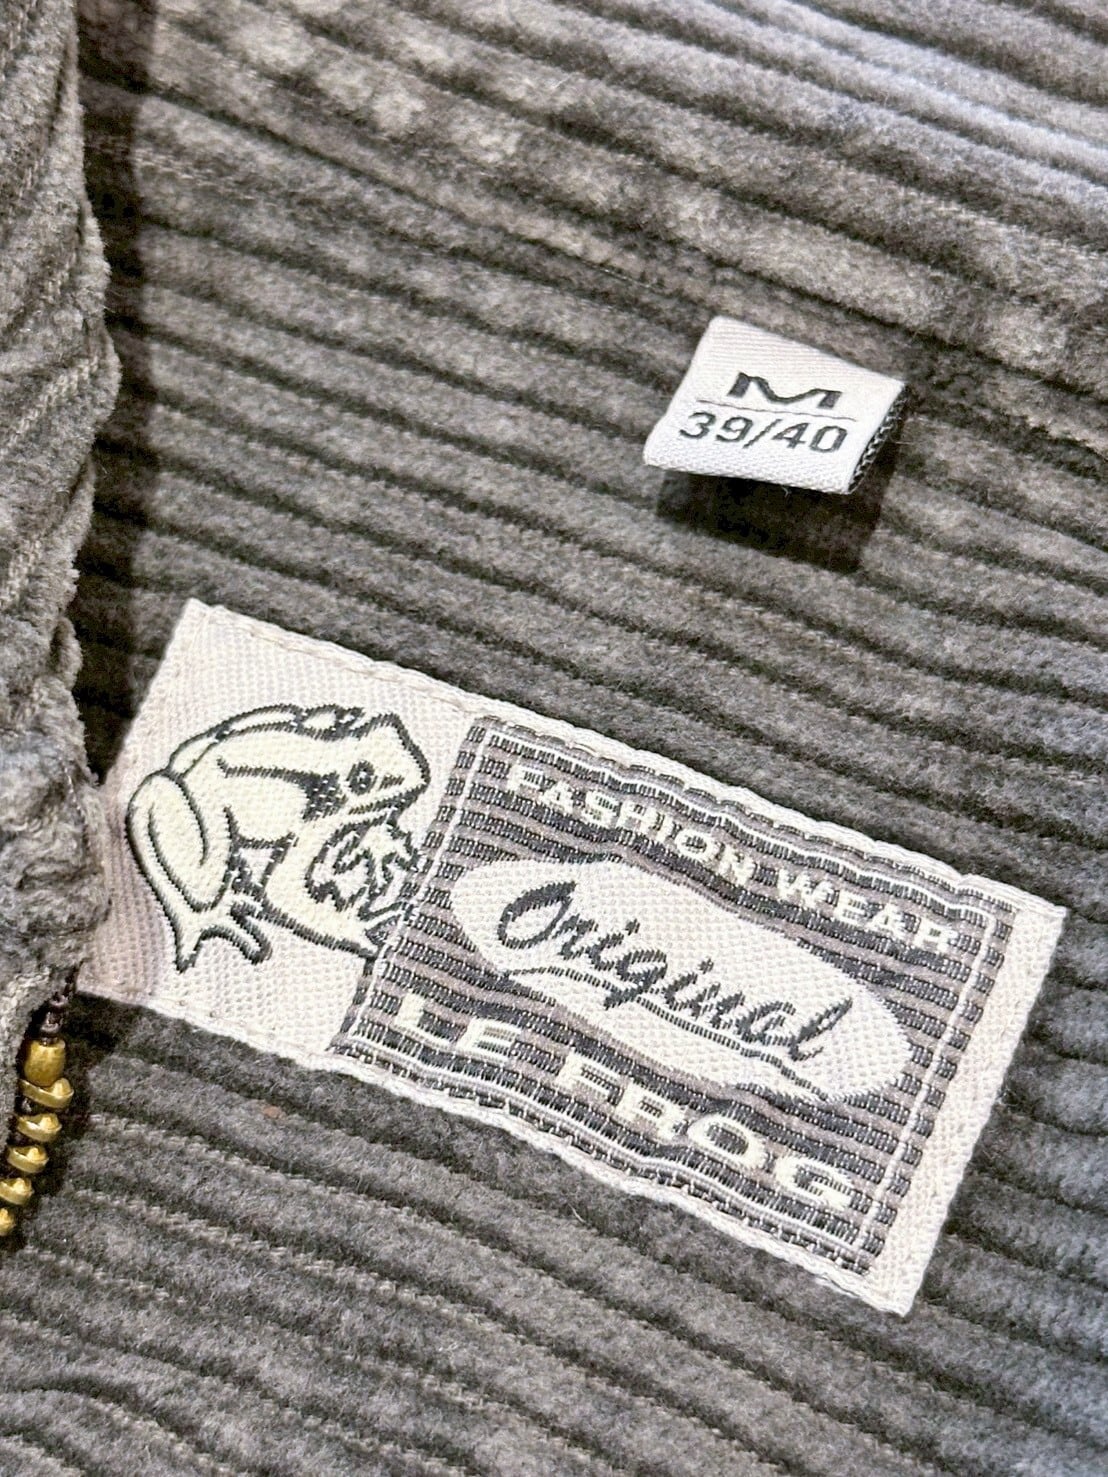 M
39/40
FASHION WEAR
Original
LE FROG